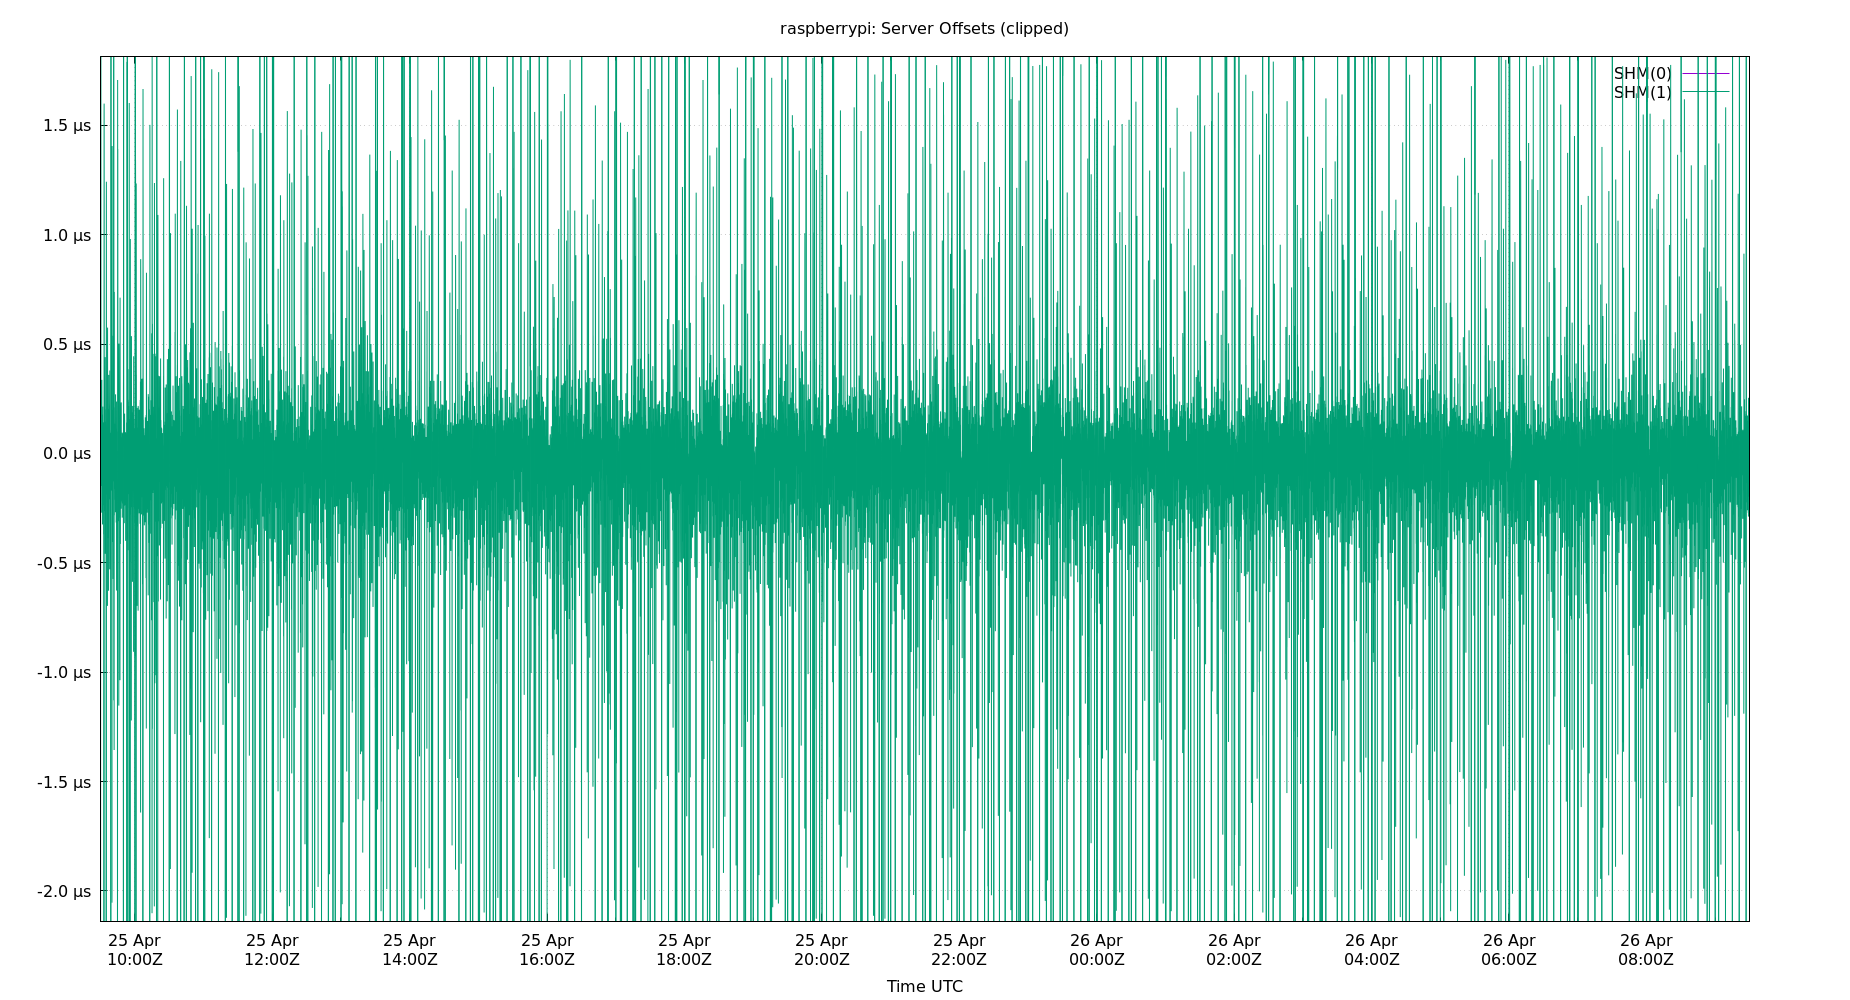 raspberrypi: Server Offsets (clipped)
SHM(0)
SHM(1)
1.5 µs
1.0 µs
0.5 µs
0.0 µs
-0.5 µs
-1.0 µs
-1.5 µs
-2.0 µs
25 Apr 25 Apr 25 Apr 25 Apr 25 Apr 25 Apr 25 Apr 26 Apr 26 Apr 26 Apr 26 Apr 26 Apr
10:00Z 12:00Z 14:00Z 16:00Z 18:00Z 20:00Z 22:00Z 00:00Z 02:00Z 04:00Z 06:00Z 08:00Z
Time UTC